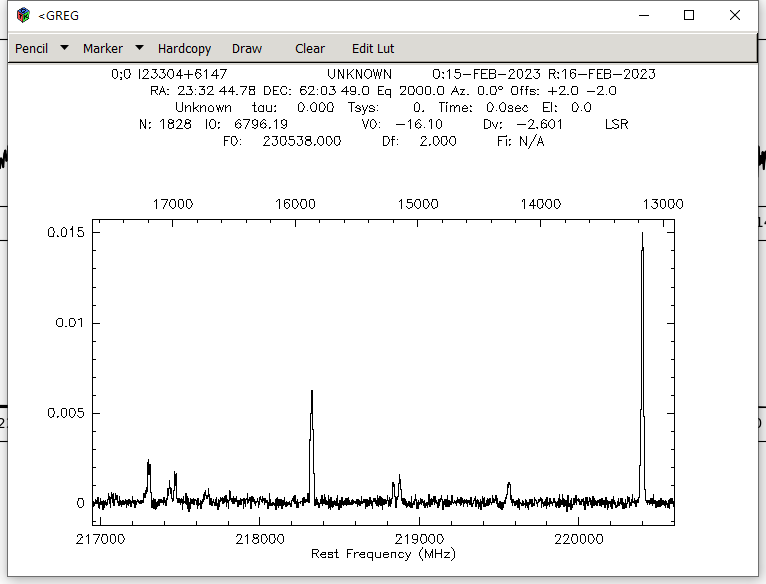 <GREG
Pencil Marker Hardcopy Draw Clear Edit Lut
0;0 I23304+6147 UNKNOWN O:15-FEB-2023 R:16-FEB-2023
RA: 23:32 44.78 DEC: 62:03 49.0 Eq 2000.0 Az. 0.0° Offs: +2.0 -2.0
Unknown tau: 0.000 Tsys: 0. Time: 0.0sec El: 0.0
N: 1828 I0: 6796.19 V0: -16.10 Dv: -2.601 LSR
F0: 230538.000 Df: 2.000 Fi: N/A
17000 16000 15000 14000 13000
0.015
0.01
0.005
0
217000 218000 219000 220000
Rest Frequency (MHz)